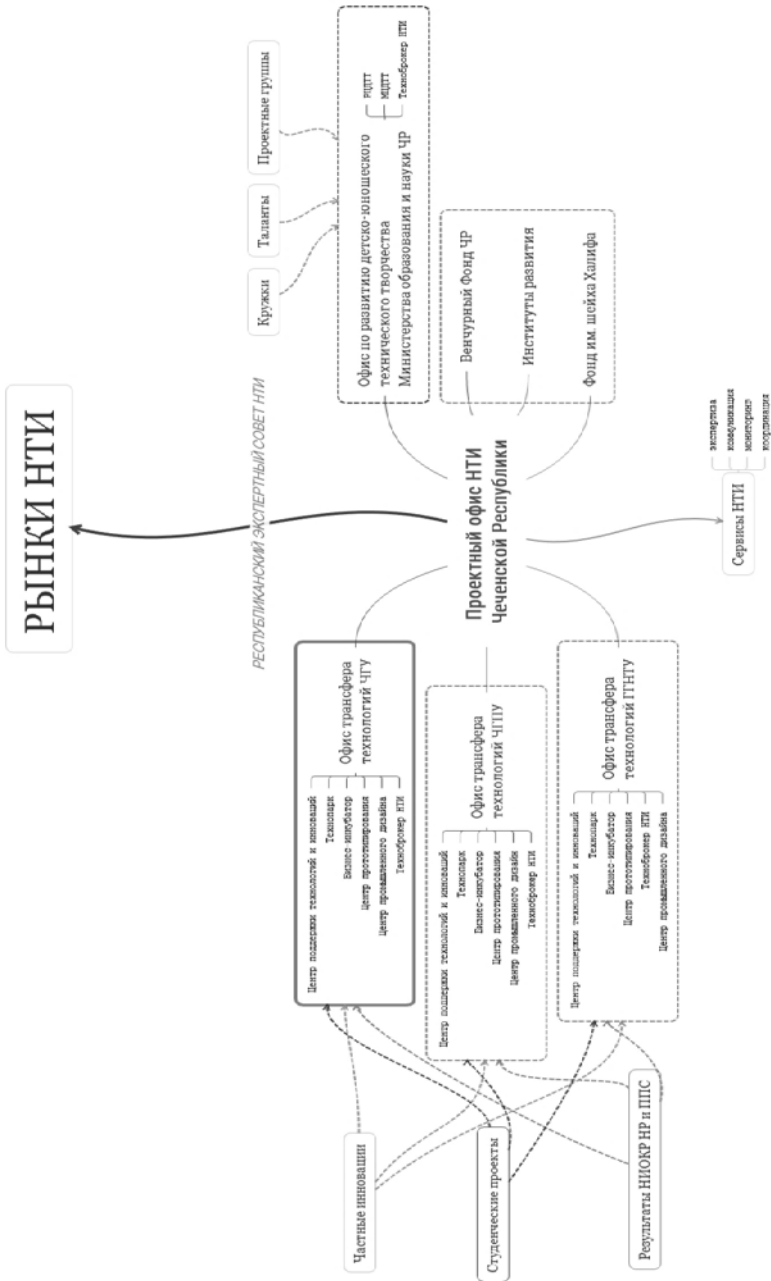 РЫНКИ НТИ
РЕСПУБЛИКАНСКИЙ ЭКСПЕРТНЫЙ СОВЕТ НТИ
Частные инновации
Студенческие проекты
Результаты НИОКР НР и ППС
Центр поддержки технологий и инноваций
Технопарк
Бизнес-инкубатор
Центр прототипирования
Центр промышленного дизайна
Техноброкер НТИ
Офис трансфера
технологий ЧГУ
Центр поддержки технологий и инноваций
Технопарк
Бизнес-инкубатор
Центр прототипирования
Центр промышленного дизайн
Техноброкер НТИ
Офис трансфера
технологий ЧГПУ
Центр поддержки технологий и инноваций
Технопарк
Бизнес-инкубатор
Центр прототипирования
Техноброкер НТИ
Центр промышленного дизайна
Офис трансфера
технологий ГГНТУ
Проектный офис НТИ
Чеченской Республики
Кружки
Таланты
Проектные группы
Офис по развитию детско-юношеского
технического творчества
Министерства образования и науки ЧР
РЦДТТ
МЦДТТ
Техноброкер НТИ
Венчурный Фонд ЧР
Институты развития
Фонд им. шейха Халифа
Сервисы НТИ
экспертиза
коммуникация
мониторинг
координация